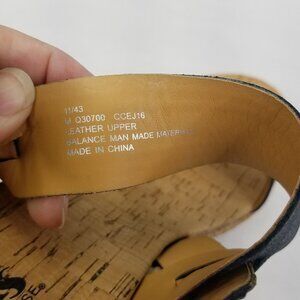 11/43
M Q30700 CCEJ16
LEATHER UPPER
BALANCE MAN MADE MATERIALS
MADE IN CHINA